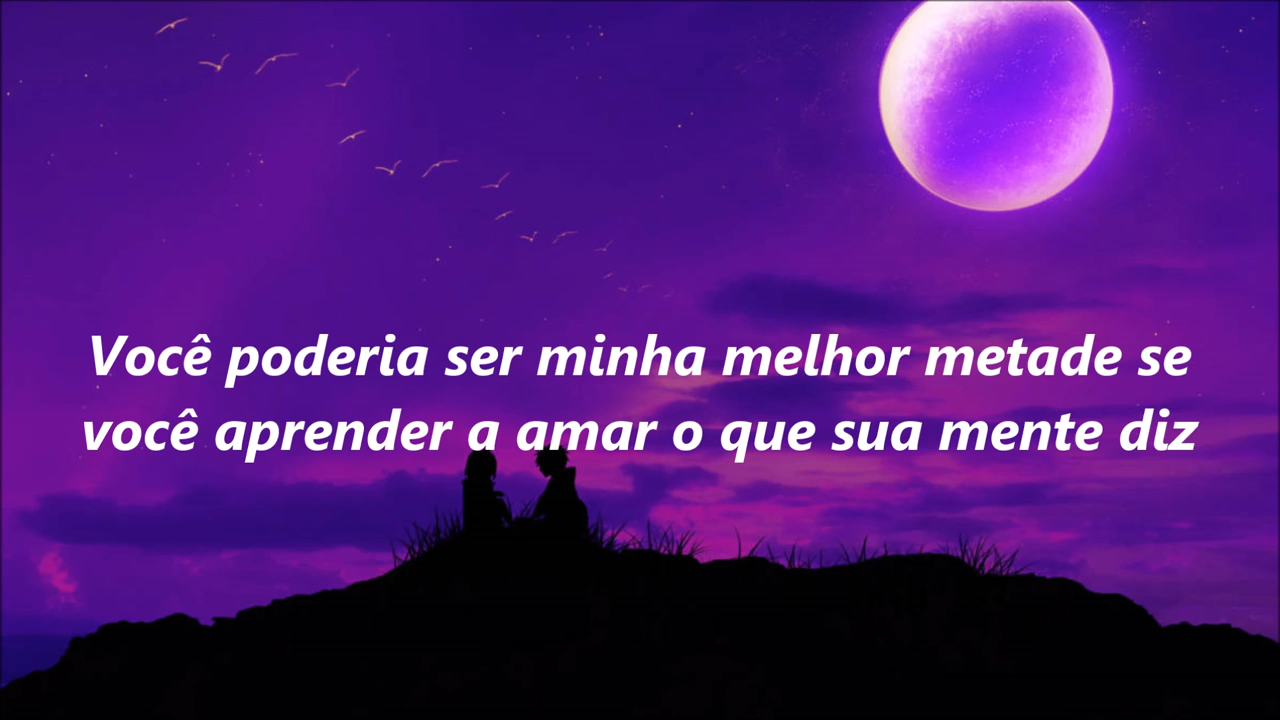 Você poderia ser minha melhor metade se
você aprender a amar o que sua mente diz